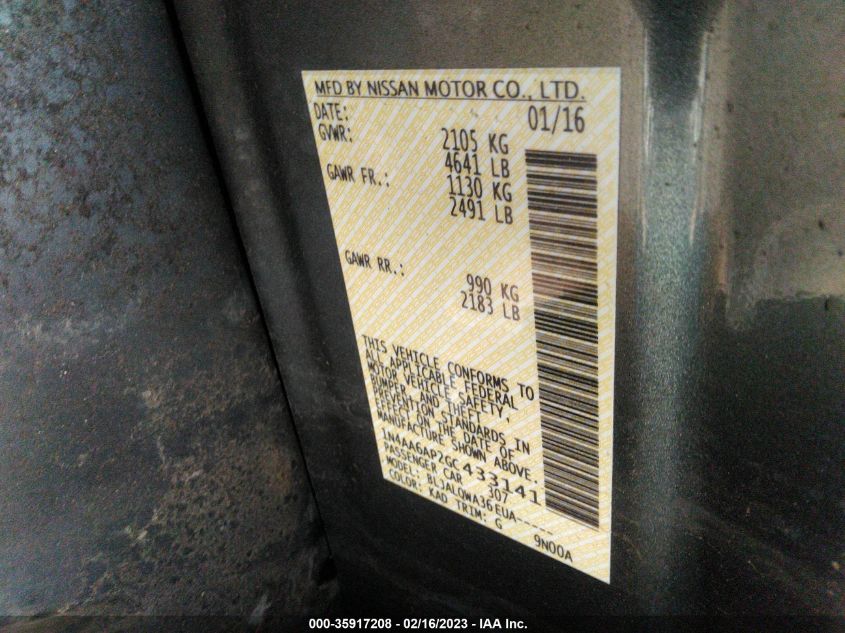 MFD BY NISSAN MOTOR CO., LTD.
DATE: 01/16
GVWR: 2105 KG
4641 LB
GAWR FR.: 1130 KG
2491 LB
GAWR RR.: 990 KG
2183 LB
THIS VEHICLE CONFORMS TO
ALL APPLICABLE FEDERAL
MOTOR VEHICLE SAFETY,
BUMPER, AND THEFT
PREVENTION STANDARDS IN
EFFECT ON THE DATE OF
MANUFACTURE SHOWN ABOVE.
1N4AA6AP2GC433141
PASSENGER CAR 307
MODEL: BLJALQWA36EUA-----
COLOR: KAD TRIM: G
9N00A
000-35917208 - 02/16/2023 - IAA Inc.